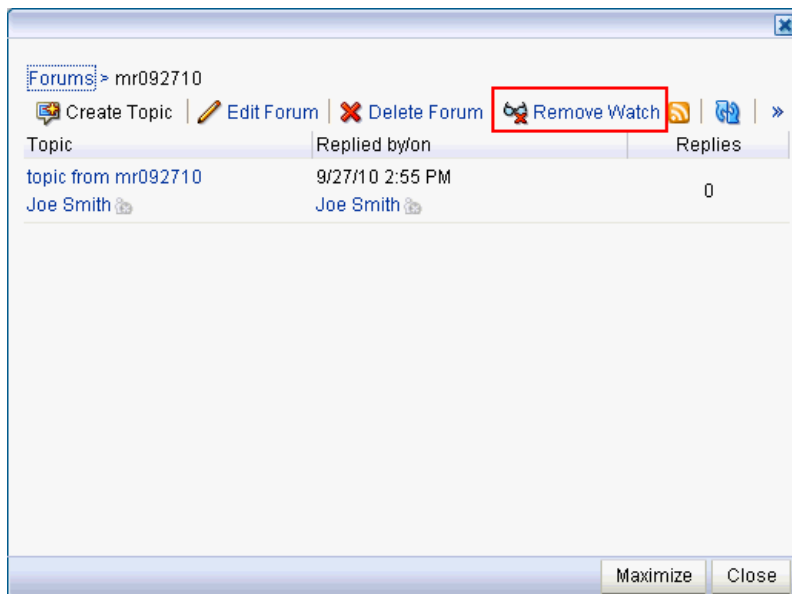 Forums > mr092710
Create Topic | Edit Forum | Delete Forum Remove Watch | | »
Topic Replied by/on Replies
topic from mr092710 9/27/10 2:55 PM 0
Joe Smith Joe Smith
Maximize Close